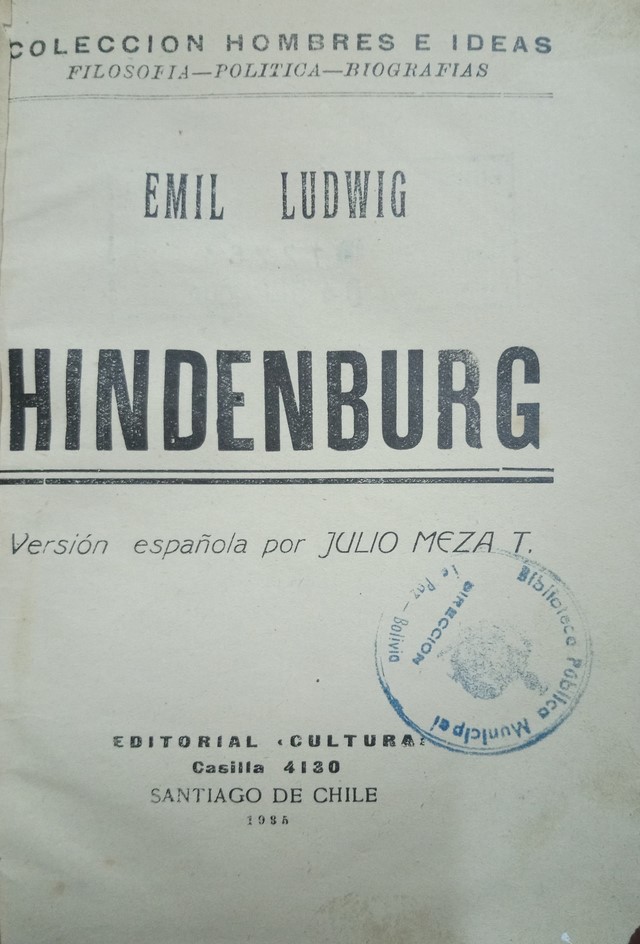 COLECCION HOMBRES E IDEAS
FILOSOFIA—POLITICA—BIOGRAFIAS
EMIL LUDWIG
HINDENBURG
Versión española por JULIO MEZA T.
Biblioteca Pública Municipal
DIRECCION
La Paz - Bolivia
EDITORIAL «CULTURA»
Casilla 4130
SANTIAGO DE CHILE
1935